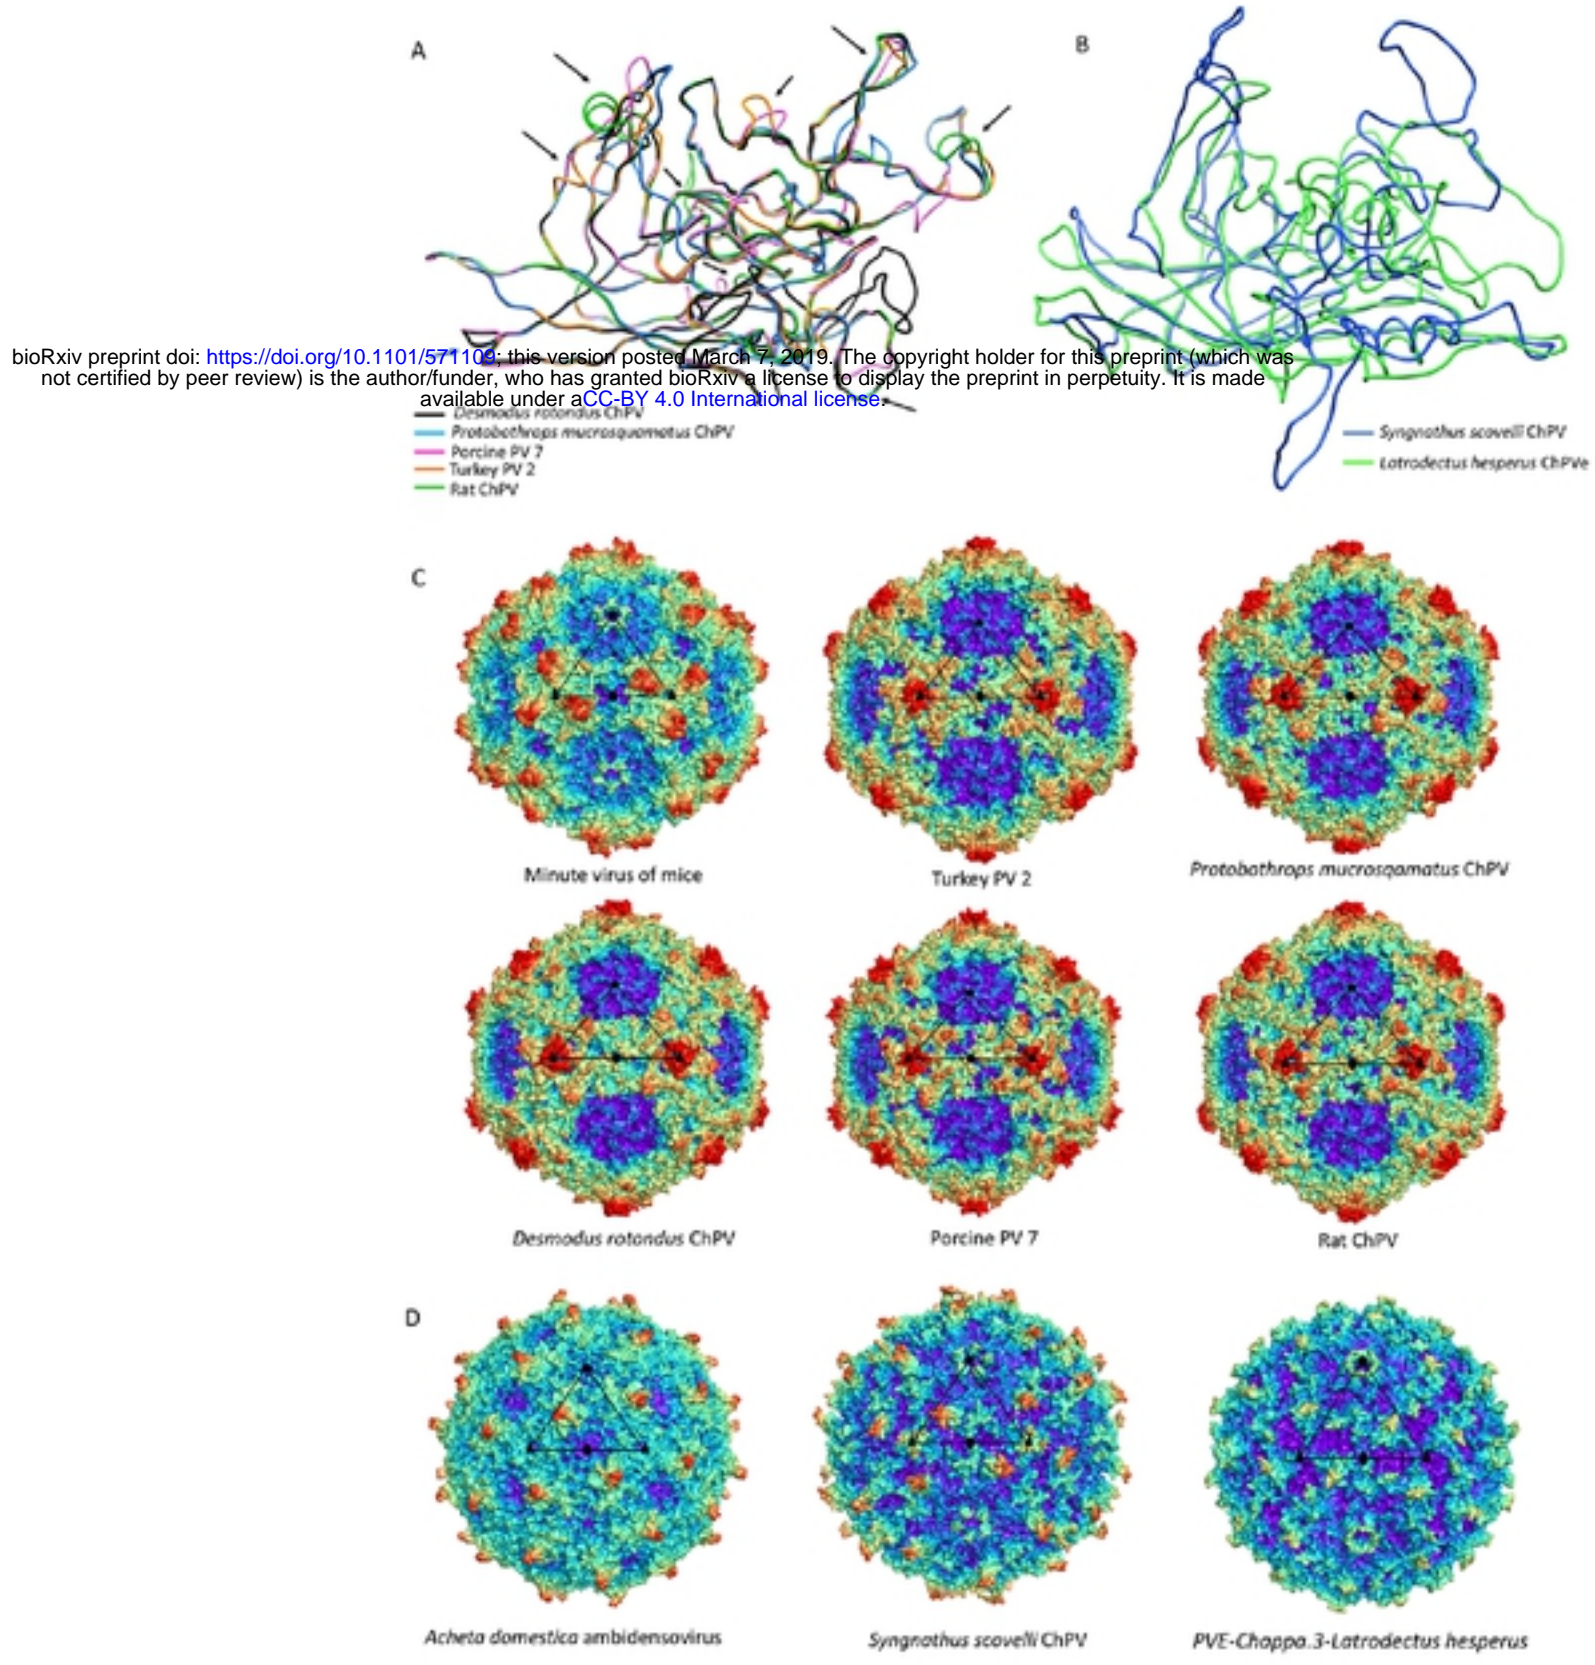 A
B
bioRxiv preprint doi: https://doi.org/10.1101/571109; this version posted March 7, 2019. The copyright holder for this preprint (which was
not certified by peer review) is the author/funder, who has granted bioRxiv a license to display the preprint in perpetuity. It is made
available under aCC-BY 4.0 International license.
Desmodus rotondus ChPV
Protobothrops mucrosquamatus ChPV
Porcine PV 7
Turkey PV 2
Rat ChPV
Syngnathus scovelli ChPV
Latrodectus hesperus ChPVe
C
Minute virus of mice
Turkey PV 2
Protobothrops mucrosqamatus ChPV
Desmodus rotondus ChPV
Porcine PV 7
Rat ChPV
D
Acheta domestica ambidensovirus
Syngnathus scovelli ChPV
PVE-Chappa.3-Latrodectus hesperus